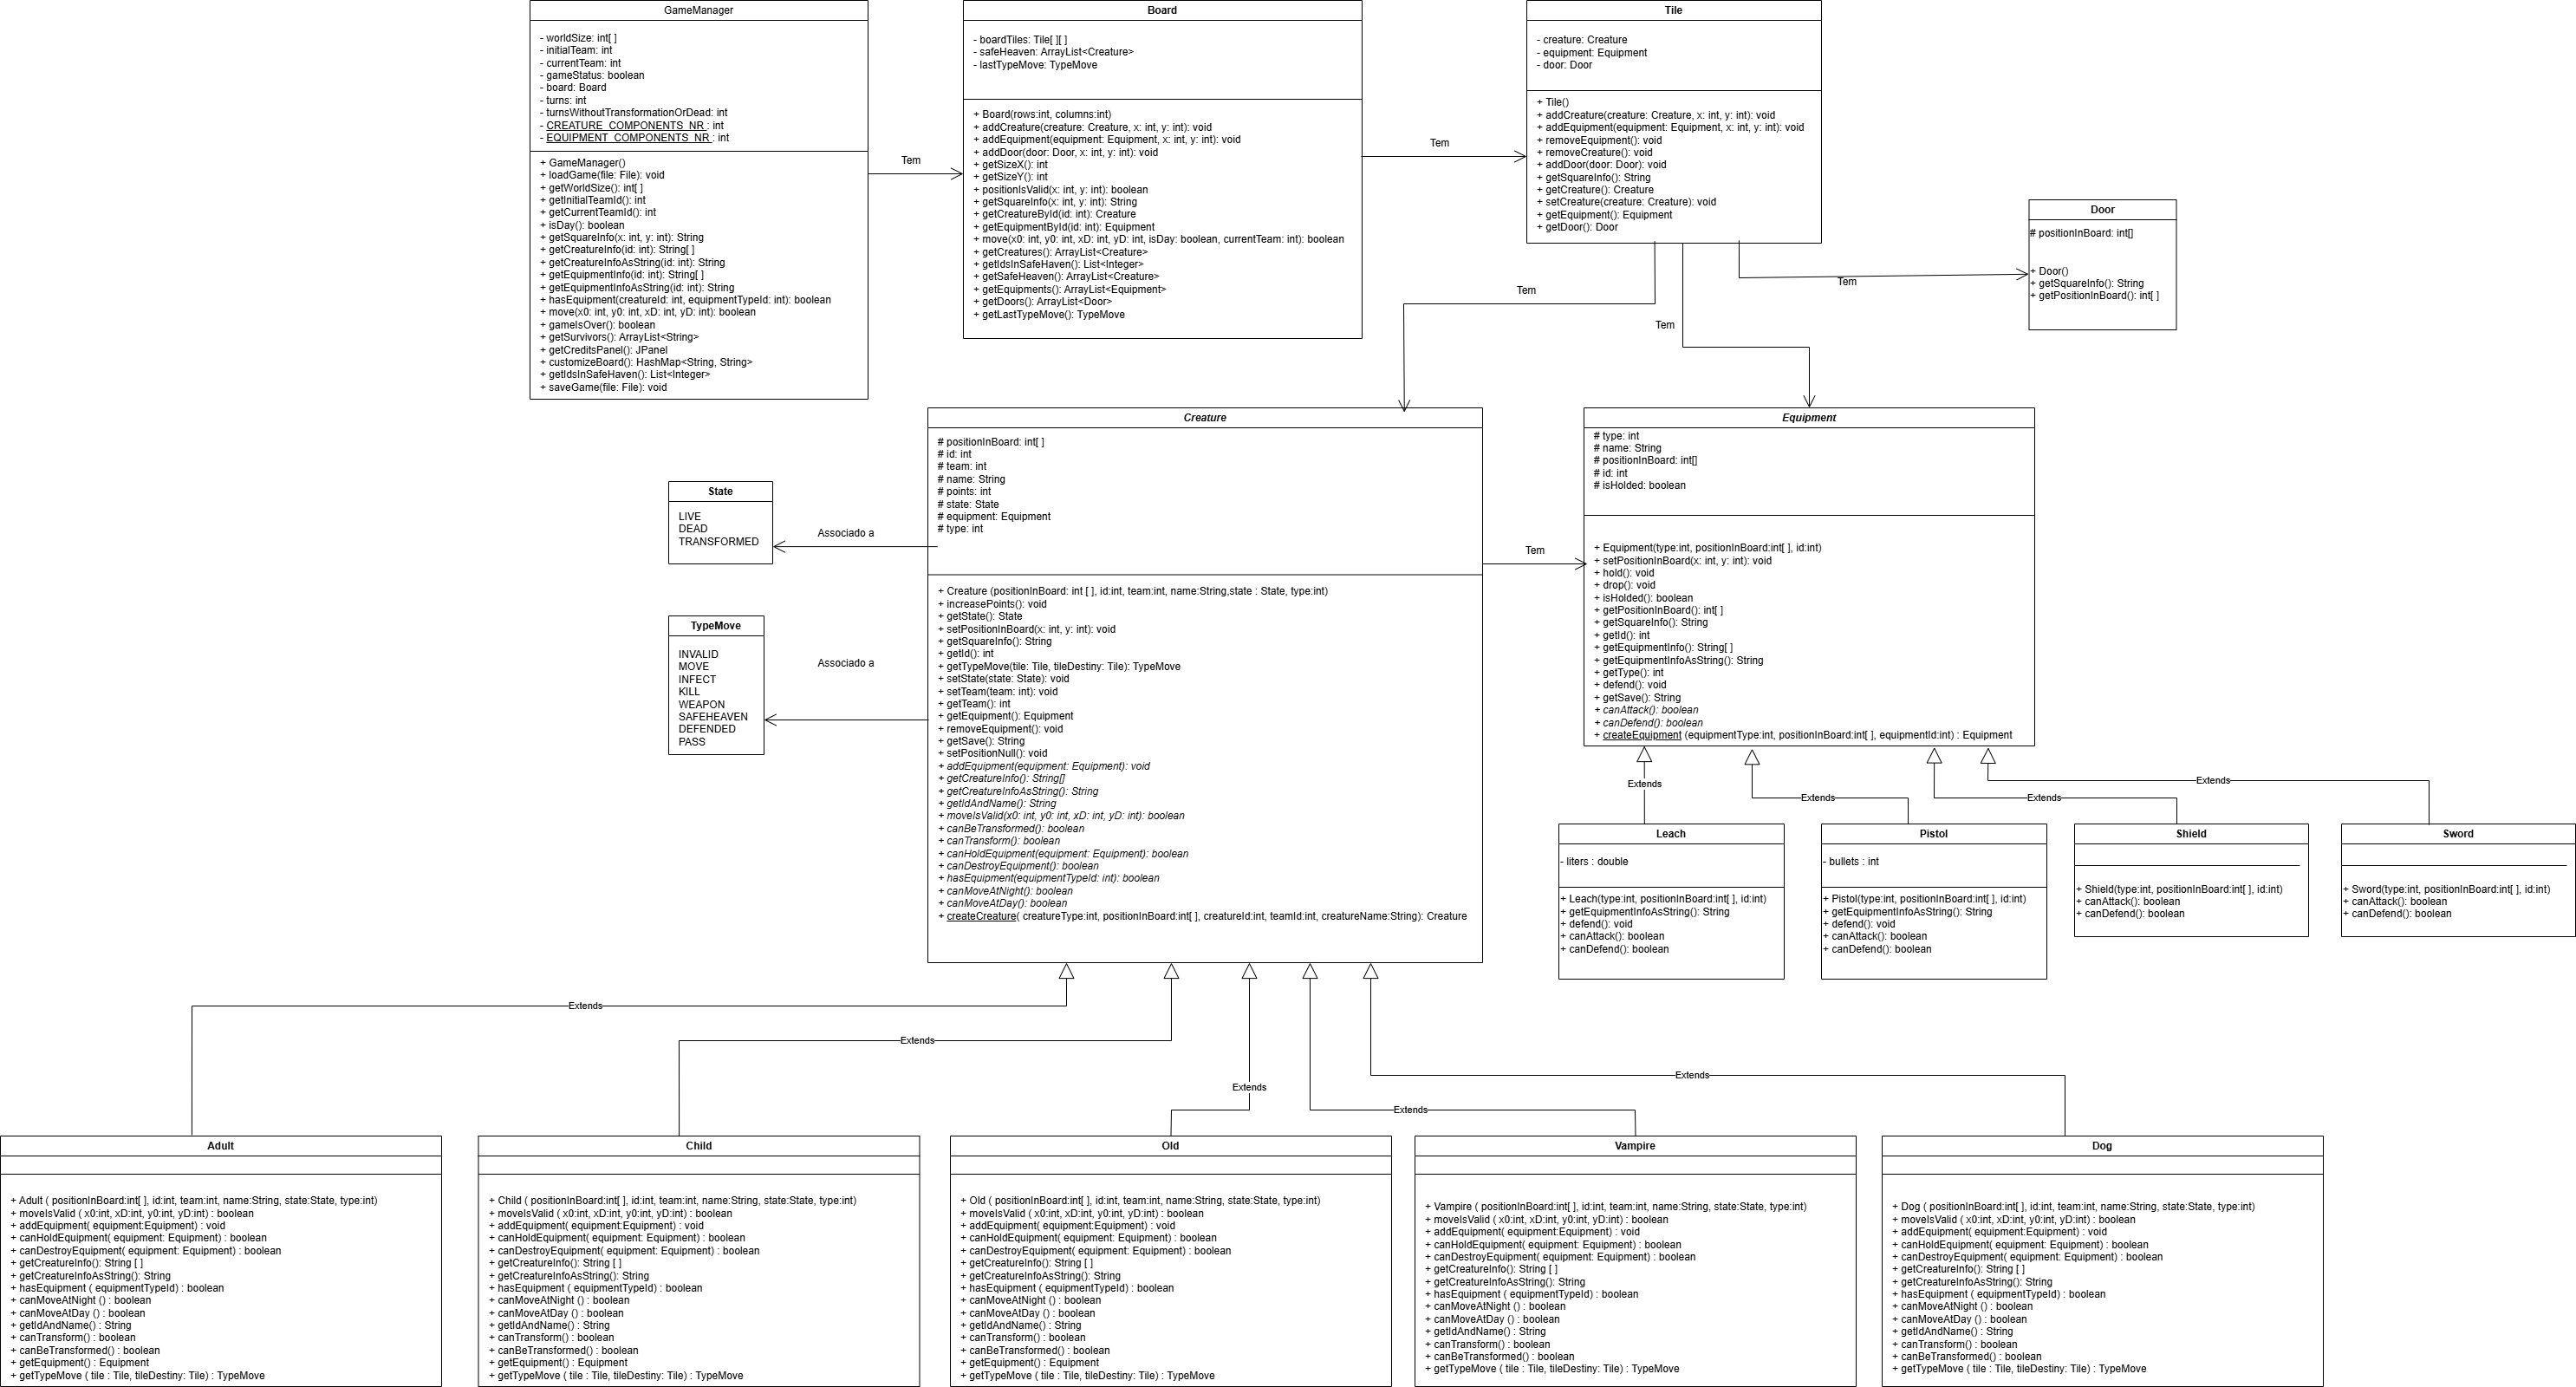 GameManager
- worldSize: int[ ]
- initialTeam: int
- currentTeam: int
- gameStatus: boolean
- board: Board
- turns: int
- turnsWithoutTransformationOrDead: int
- CREATURE_COMPONENTS_NR : int
- EQUIPMENT_COMPONENTS_NR : int
+ GameManager()
+ loadGame(file: File): void
+ getWorldSize(): int[ ]
+ getInitialTeamId(): int
+ getCurrentTeamId(): int
+ isDay(): boolean
+ getSquareInfo(x: int, y: int): String
+ getCreatureInfo(id: int): String[ ]
+ getCreatureInfoAsString(id: int): String
+ getEquipmentInfo(id: int): String[ ]
+ getEquipmentInfoAsString(id: int): String
+ hasEquipment(creatureId: int, equipmentTypeId: int): boolean
+ move(x0: int, y0: int, xD: int, yD: int): boolean
+ gameIsOver(): boolean
+ getSurvivors(): ArrayList<String>
+ getCreditsPanel(): JPanel
+ customizeBoard(): HashMap<String, String>
+ getIdsInSafeHaven(): List<Integer>
+ saveGame(file: File): void
Tem
Board
- boardTiles: Tile[ ][ ]
- safeHeaven: ArrayList<Creature>
- lastTypeMove: TypeMove
+ Board(rows:int, columns:int)
+ addCreature(creature: Creature, x: int, y: int): void
+ addEquipment(equipment: Equipment, x: int, y: int): void
+ addDoor(door: Door, x: int, y: int): void
+ getSizeX(): int
+ getSizeY(): int
+ positionIsValid(x: int, y: int): boolean
+ getSquareInfo(x: int, y: int): String
+ getCreatureById(id: int): Creature
+ getEquipmentById(id: int): Equipment
+ move(x0: int, y0: int, xD: int, yD: int, isDay: boolean, currentTeam: int): boolean
+ getCreatures(): ArrayList<Creature>
+ getIdsInSafeHaven(): List<Integer>
+ getSafeHeaven(): ArrayList<Creature>
+ getEquipments(): ArrayList<Equipment>
+ getDoors(): ArrayList<Door>
+ getLastTypeMove(): TypeMove
Tem
Tile
- creature: Creature
- equipment: Equipment
- door: Door
+ Tile()
+ addCreature(creature: Creature, x: int, y: int): void
+ addEquipment(equipment: Equipment, x: int, y: int): void
+ removeEquipment(): void
+ removeCreature(): void
+ addDoor(door: Door): void
+ getSquareInfo(): String
+ getCreature(): Creature
+ setCreature(creature: Creature): void
+ getEquipment(): Equipment
+ getDoor(): Door
Tem
Tem
Tem
Door
# positionInBoard: int[]
+ Door()
+ getSquareInfo(): String
+ getPositionInBoard(): int[ ]
State
LIVE
DEAD
TRANSFORMED
Associado a
TypeMove
INVALID
MOVE
INFECT
KILL
WEAPON
SAFEHEAVEN
DEFENDED
PASS
Associado a
Creature
# positionInBoard: int[ ]
# id: int
# team: int
# name: String
# points: int
# state: State
# equipment: Equipment
# type: int
+ Creature (positionInBoard: int [ ], id:int, team:int, name:String,state : State, type:int)
+ increasePoints(): void
+ getState(): State
+ setPositionInBoard(x: int, y: int): void
+ getSquareInfo(): String
+ getId(): int
+ getTypeMove(tile: Tile, tileDestiny: Tile): TypeMove
+ setState(state: State): void
+ setTeam(team: int): void
+ getTeam(): int
+ getEquipment(): Equipment
+ removeEquipment(): void
+ getSave(): String
+ setPositionNull(): void
+ addEquipment(equipment: Equipment): void
+ getCreatureInfo(): String[]
+ getCreatureInfoAsString(): String
+ getIdAndName(): String
+ moveIsValid(x0: int, y0: int, xD: int, yD: int): boolean
+ canBeTransformed(): boolean
+ canTransform(): boolean
+ canHoldEquipment(equipment: Equipment): boolean
+ canDestroyEquipment(): boolean
+ hasEquipment(equipmentTypeId: int): boolean
+ canMoveAtNight(): boolean
+ canMoveAtDay(): boolean
+ createCreature( creatureType:int, positionInBoard:int[ ], creatureId:int, teamId:int, creatureName:String): Creature
Tem
Equipment
# type: int
# name: String
# positionInBoard: int[]
# id: int
# isHolded: boolean
+ Equipment(type:int, positionInBoard:int[ ], id:int)
+ setPositionInBoard(x: int, y: int): void
+ hold(): void
+ drop(): void
+ isHolded(): boolean
+ getPositionInBoard(): int[ ]
+ getSquareInfo(): String
+ getId(): int
+ getEquipmentInfo(): String[ ]
+ getEquipmentInfoAsString(): String
+ getType(): int
+ defend(): void
+ getSave(): String
+ canAttack(): boolean
+ canDefend(): boolean
+ createEquipment (equipmentType:int, positionInBoard:int[ ], equipmentId:int) : Equipment
Extends
Extends
Extends
Extends
Leach
- liters : double
+ Leach(type:int, positionInBoard:int[ ], id:int)
+ getEquipmentInfoAsString(): String
+ defend(): void
+ canAttack(): boolean
+ canDefend(): boolean
Pistol
- bullets : int
+ Pistol(type:int, positionInBoard:int[ ], id:int)
+ getEquipmentInfoAsString(): String
+ defend(): void
+ canAttack(): boolean
+ canDefend(): boolean
Shield
+ Shield(type:int, positionInBoard:int[ ], id:int)
+ canAttack(): boolean
+ canDefend(): boolean
Sword
+ Sword(type:int, positionInBoard:int[ ], id:int)
+ canAttack(): boolean
+ canDefend(): boolean
Extends
Extends
Extends
Extends
Extends
Adult
+ Adult ( positionInBoard:int[ ], id:int, team:int, name:String, state:State, type:int)
+ moveIsValid ( x0:int, xD:int, y0:int, yD:int) : boolean
+ addEquipment( equipment:Equipment) : void
+ canHoldEquipment( equipment: Equipment) : boolean
+ canDestroyEquipment( equipment: Equipment) : boolean
+ getCreatureInfo(): String [ ]
+ getCreatureInfoAsString(): String
+ hasEquipment ( equipmentTypeId) : boolean
+ canMoveAtNight () : boolean
+ canMoveAtDay () : boolean
+ getIdAndName() : String
+ canTransform() : boolean
+ canBeTransformed() : boolean
+ getEquipment() : Equipment
+ getTypeMove ( tile : Tile, tileDestiny: Tile) : TypeMove
Child
+ Child ( positionInBoard:int[ ], id:int, team:int, name:String, state:State, type:int)
+ moveIsValid ( x0:int, xD:int, y0:int, yD:int) : boolean
+ addEquipment( equipment:Equipment) : void
+ canHoldEquipment( equipment: Equipment) : boolean
+ canDestroyEquipment( equipment: Equipment) : boolean
+ getCreatureInfo(): String [ ]
+ getCreatureInfoAsString(): String
+ hasEquipment ( equipmentTypeId) : boolean
+ canMoveAtNight () : boolean
+ canMoveAtDay () : boolean
+ getIdAndName() : String
+ canTransform() : boolean
+ canBeTransformed() : boolean
+ getEquipment() : Equipment
+ getTypeMove ( tile : Tile, tileDestiny: Tile) : TypeMove
Old
+ Old ( positionInBoard:int[ ], id:int, team:int, name:String, state:State, type:int)
+ moveIsValid ( x0:int, xD:int, y0:int, yD:int) : boolean
+ addEquipment( equipment:Equipment) : void
+ canHoldEquipment( equipment: Equipment) : boolean
+ canDestroyEquipment( equipment: Equipment) : boolean
+ getCreatureInfo(): String [ ]
+ getCreatureInfoAsString(): String
+ hasEquipment ( equipmentTypeId) : boolean
+ canMoveAtNight () : boolean
+ canMoveAtDay () : boolean
+ getIdAndName() : String
+ canTransform() : boolean
+ canBeTransformed() : boolean
+ getEquipment() : Equipment
+ getTypeMove ( tile : Tile, tileDestiny: Tile) : TypeMove
Vampire
+ Vampire ( positionInBoard:int[ ], id:int, team:int, name:String, state:State, type:int)
+ moveIsValid ( x0:int, xD:int, y0:int, yD:int) : boolean
+ addEquipment( equipment:Equipment) : void
+ canHoldEquipment( equipment: Equipment) : boolean
+ canDestroyEquipment( equipment: Equipment) : boolean
+ getCreatureInfo(): String [ ]
+ getCreatureInfoAsString(): String
+ hasEquipment ( equipmentTypeId) : boolean
+ canMoveAtNight () : boolean
+ canMoveAtDay () : boolean
+ getIdAndName() : String
+ canTransform() : boolean
+ canBeTransformed() : boolean
+ getTypeMove ( tile : Tile, tileDestiny: Tile) : TypeMove
Dog
+ Dog ( positionInBoard:int[ ], id:int, team:int, name:String, state:State, type:int)
+ moveIsValid ( x0:int, xD:int, y0:int, yD:int) : boolean
+ addEquipment( equipment:Equipment) : void
+ canHoldEquipment( equipment: Equipment) : boolean
+ canDestroyEquipment( equipment: Equipment) : boolean
+ getCreatureInfo(): String [ ]
+ getCreatureInfoAsString(): String
+ hasEquipment ( equipmentTypeId) : boolean
+ canMoveAtNight () : boolean
+ canMoveAtDay () : boolean
+ getIdAndName() : String
+ canTransform() : boolean
+ canBeTransformed() : boolean
+ getTypeMove ( tile : Tile, tileDestiny: Tile) : TypeMove